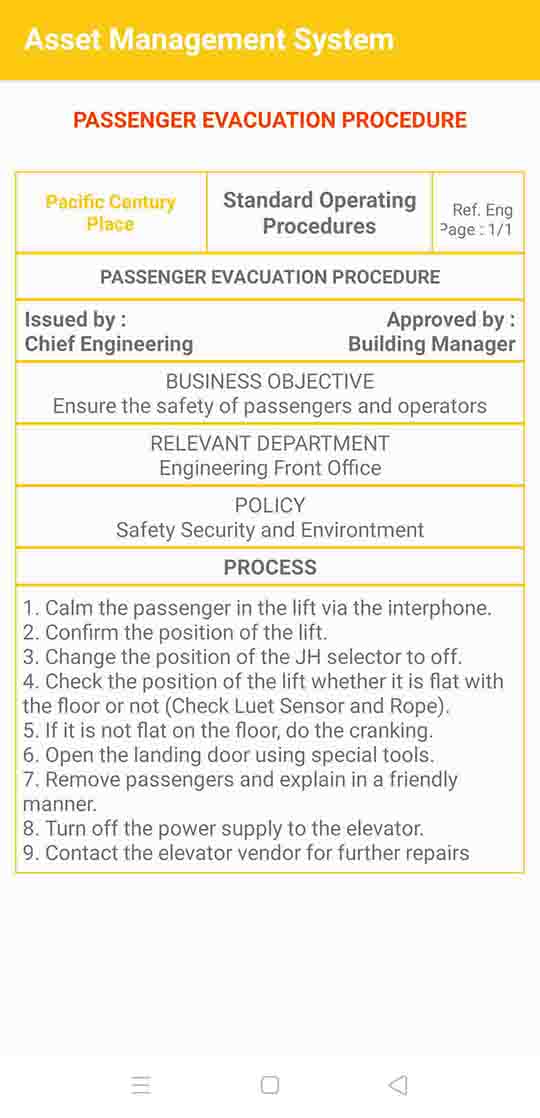 Asset Management System
PASSENGER EVACUATION PROCEDURE
Pacific Century
Place
Standard Operating
Procedures
Ref. Eng
Page : 1/1
PASSENGER EVACUATION PROCEDURE
Issued by :
Chief Engineering
Approved by :
Building Manager
BUSINESS OBJECTIVE
Ensure the safety of passengers and operators
RELEVANT DEPARTMENT
Engineering Front Office
POLICY
Safety Security and Environtment
PROCESS
1. Calm the passenger in the lift via the interphone.
2. Confirm the position of the lift.
3. Change the position of the JH selector to off.
4. Check the position of the lift whether it is flat with
the floor or not (Check Luet Sensor and Rope).
5. If it is not flat on the floor, do the cranking.
6. Open the landing door using special tools.
7. Remove passengers and explain in a friendly
manner.
8. Turn off the power supply to the elevator.
9. Contact the elevator vendor for further repairs